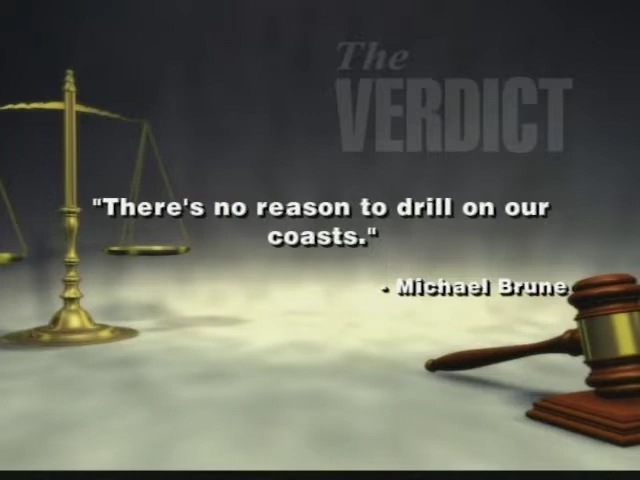 The
VERDICT
"There's no reason to drill on our
coasts."
- Michael Brune